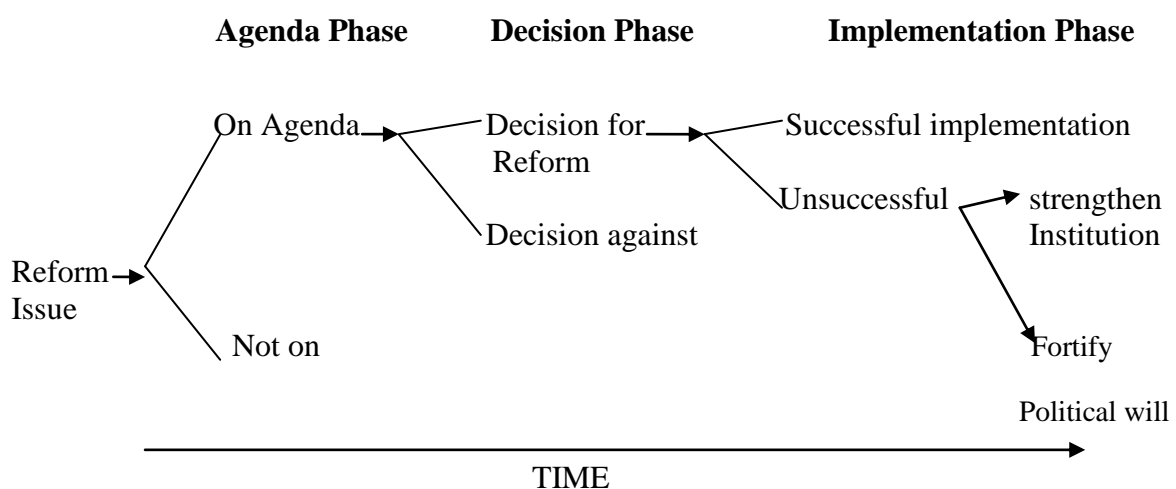 Agenda Phase Decision Phase Implementation Phase
On Agenda Decision for Successful implementation
Reform
Unsuccessful strengthen
Decision against Institution
Reform
Issue
Not on Fortify
Political will
TIME